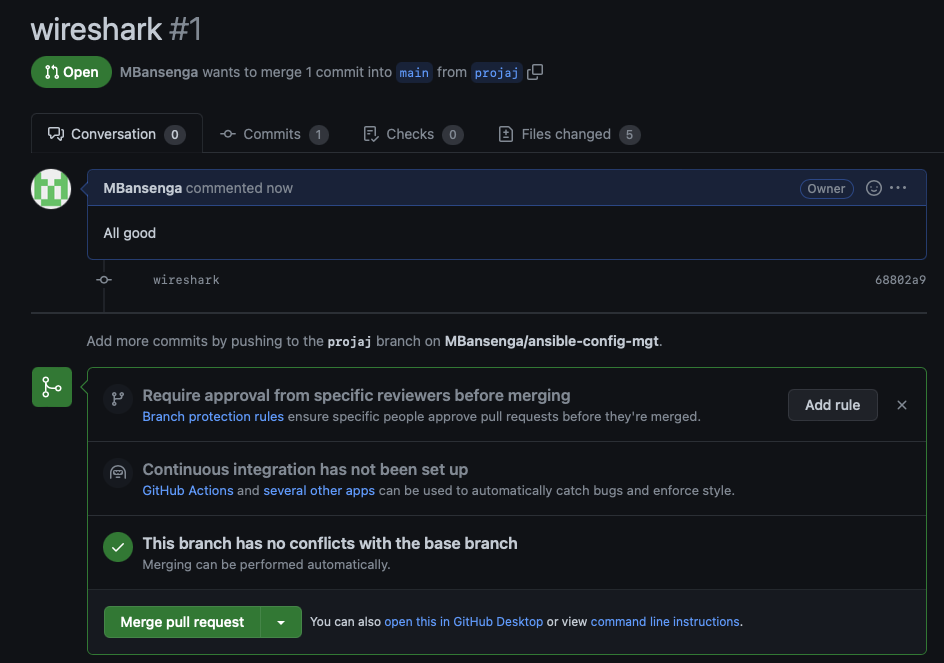 wireshark #1
Open MBansenga wants to merge 1 commit into main from projaj
Conversation 0 Commits 1 Checks 0 Files changed 5
MBansenga commented now Owner
All good
wireshark 68802a9
Add more commits by pushing to the projaj branch on MBansenga/ansible-config-mgt.
Require approval from specific reviewers before merging
Branch protection rules ensure specific people approve pull requests before they're merged.
Add rule
Continuous integration has not been set up
GitHub Actions and several other apps can be used to automatically catch bugs and enforce style.
This branch has no conflicts with the base branch
Merging can be performed automatically.
Merge pull request You can also open this in GitHub Desktop or view command line instructions.